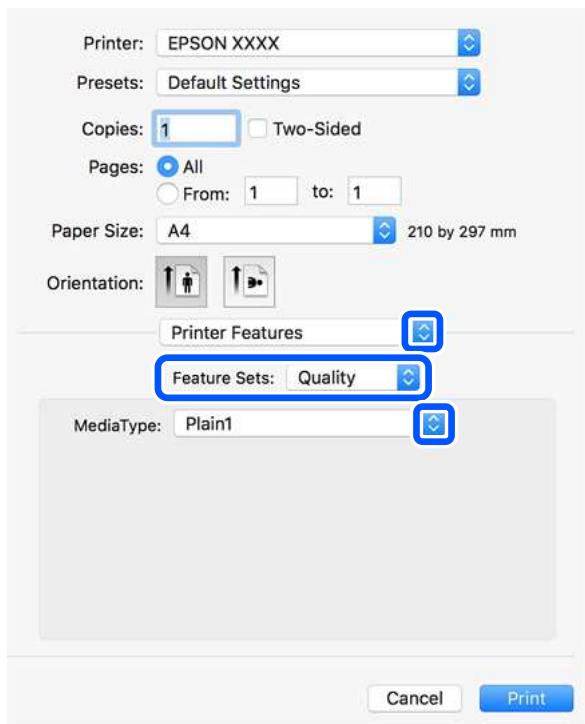 Printer: EPSON XXXX
Presets: Default Settings
Copies: 1 Two-Sided
Pages: All
From: 1 to: 1
Paper Size: A4 210 by 297 mm
Orientation:
Printer Features
Feature Sets: Quality
MediaType: Plain1
Cancel Print